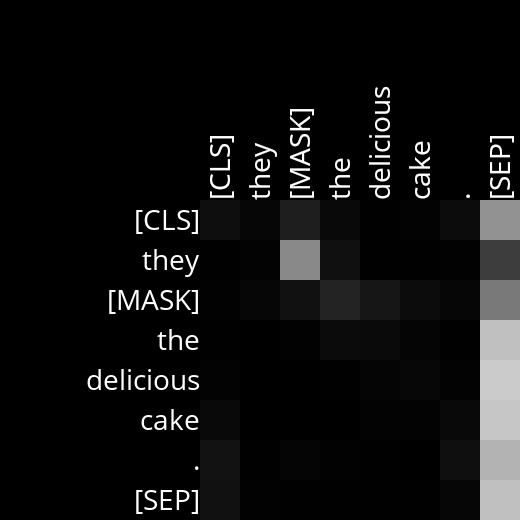 [CLS] they [MASK] the delicious cake . [SEP]
[CLS]
they
[MASK]
the
delicious
cake
.
[SEP]